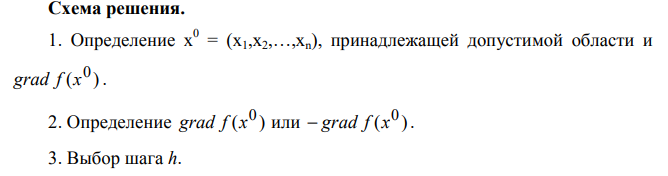 Схема решения.
1. Определение x⁰ = (x₁,x₂,…,xₙ), принадлежащей допустимой области и
grad f(x⁰).
2. Определение grad f(x⁰) или − grad f(x⁰).
3. Выбор шага h.